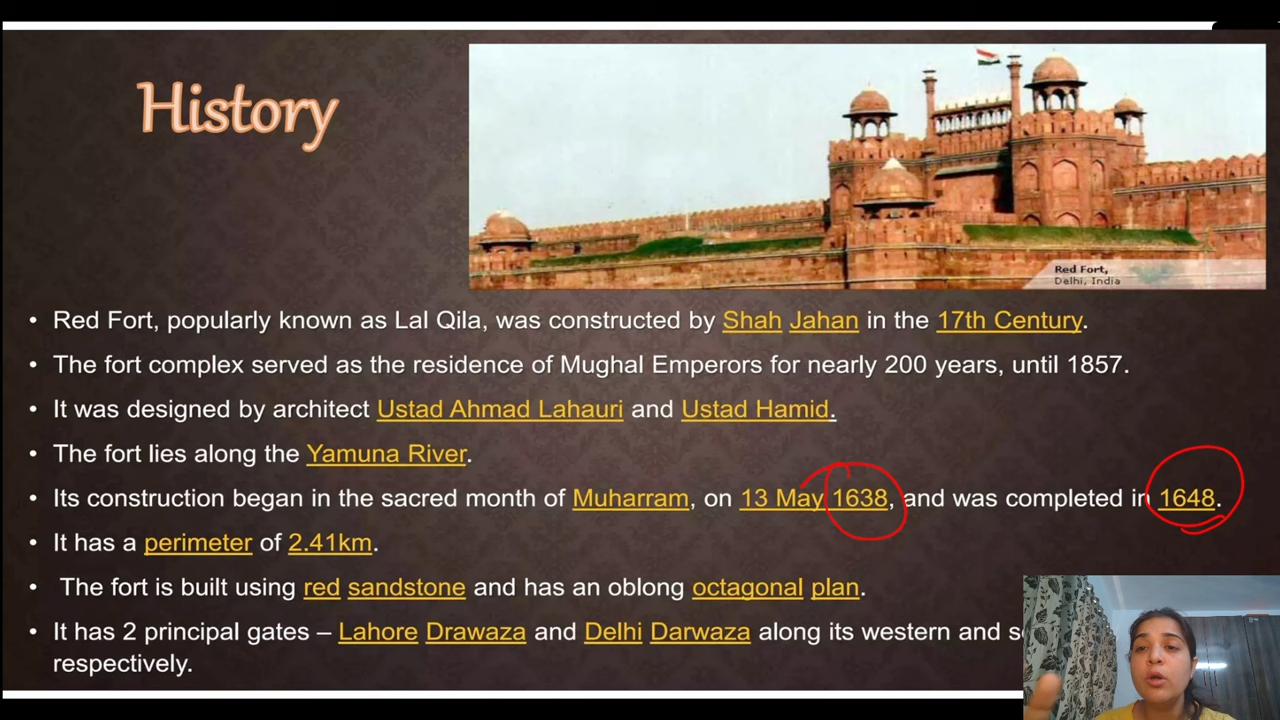 History
Red Fort,
Delhi, India
• Red Fort, popularly known as Lal Qila, was constructed by Shah Jahan in the 17th Century.
• The fort complex served as the residence of Mughal Emperors for nearly 200 years, until 1857.
• It was designed by architect Ustad Ahmad Lahauri and Ustad Hamid.
• The fort lies along the Yamuna River.
• Its construction began in the sacred month of Muharram, on 13 May 1638, and was completed in 1648.
• It has a perimeter of 2.41km.
• The fort is built using red sandstone and has an oblong octagonal plan.
• It has 2 principal gates – Lahore Drawaza and Delhi Darwaza along its western and
respectively.